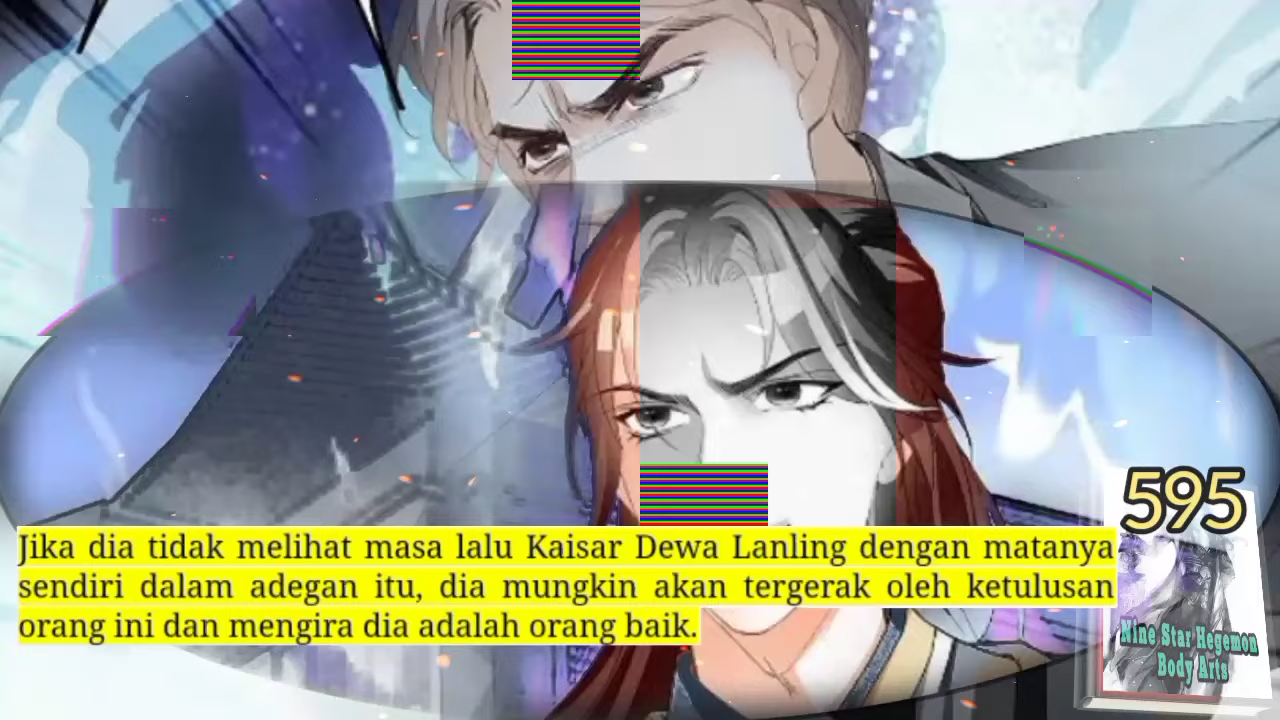 595
Jika dia tidak melihat masa lalu Kaisar Dewa Lanling dengan matanya
sendiri dalam adegan itu, dia mungkin akan tergerak oleh ketulusan
orang ini dan mengira dia adalah orang baik.
Nine Star Hegemon
Body Arts